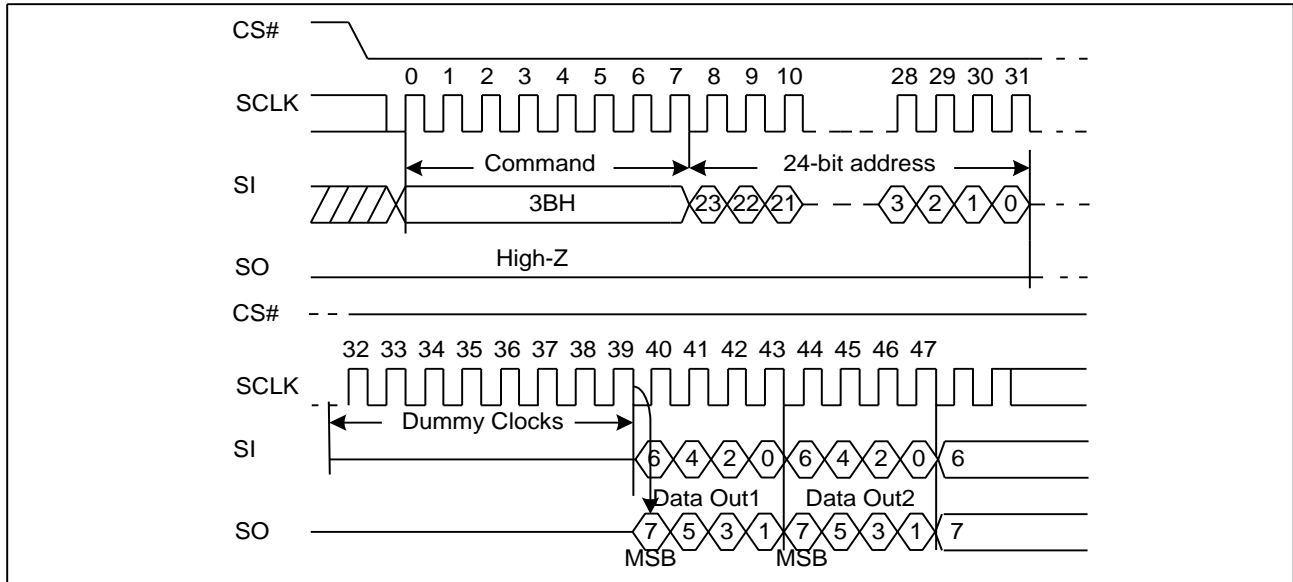 CS#
0 1 2 3 4 5 6 7 8 9 10 28 29 30 31
SCLK
Command 24-bit address
SI
3BH 23 22 21 3 2 1 0
High-Z
SO
CS#
32 33 34 35 36 37 38 39 40 41 42 43 44 45 46 47
SCLK
Dummy Clocks
SI
6 4 2 0 6 4 2 0 6
Data Out1 Data Out2
SO
7 5 3 1 7 5 3 1 7
MSB MSB